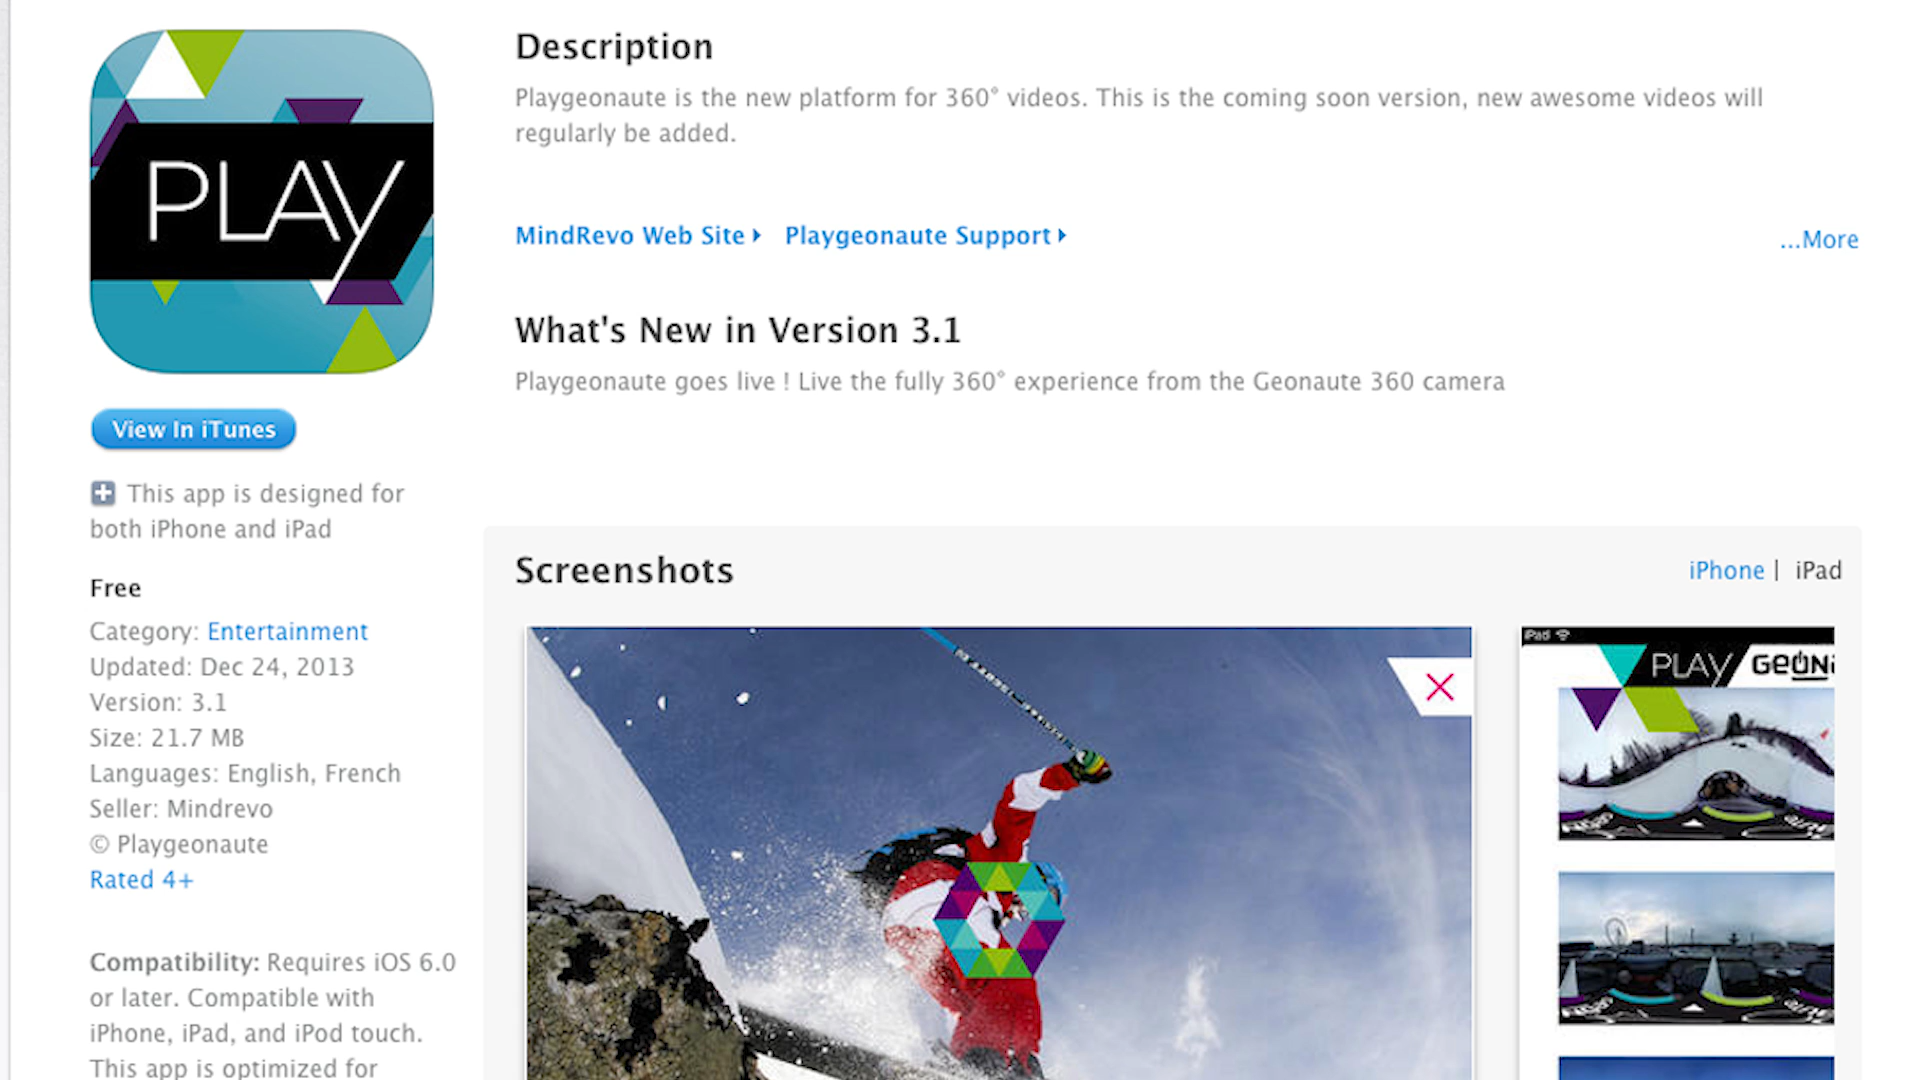 PLAY
View In iTunes
This app is designed for
both iPhone and iPad
Free
Category: Entertainment
Updated: Dec 24, 2013
Version: 3.1
Size: 21.7 MB
Languages: English, French
Seller: Mindrevo
© Playgeonaute
Rated 4+
Compatibility: Requires iOS 6.0
or later. Compatible with
iPhone, iPad, and iPod touch.
This app is optimized for
Description
Playgeonaute is the new platform for 360° videos. This is the coming soon version, new awesome videos will
regularly be added.
MindRevo Web Site Playgeonaute Support ...More
What's New in Version 3.1
Playgeonaute goes live ! Live the fully 360° experience from the Geonaute 360 camera
Screenshots iPhone | iPad
iPad
PLAY GEON